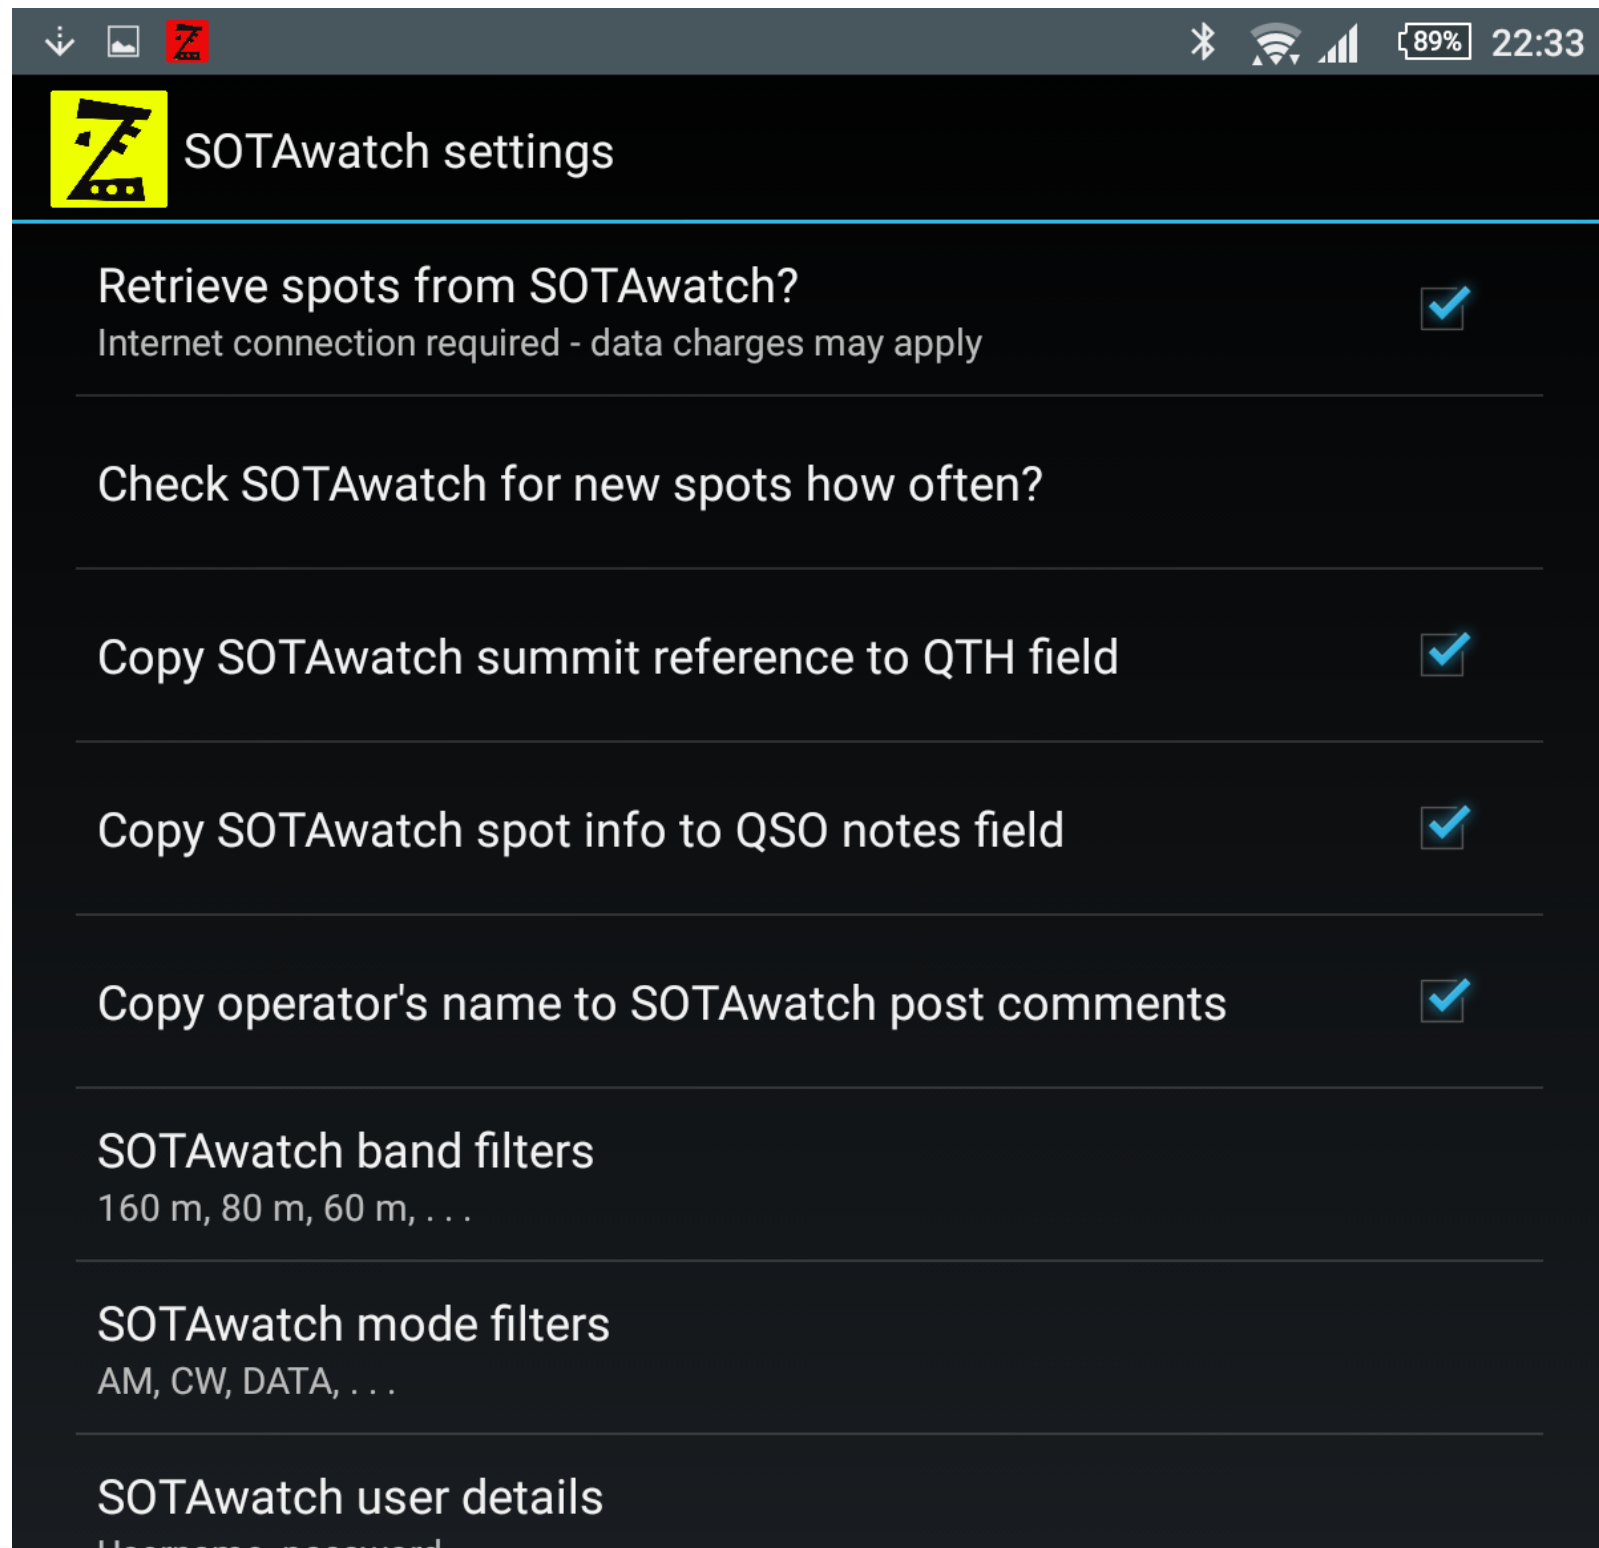 89% 22:33
SOTAwatch settings
Retrieve spots from SOTAwatch?
Internet connection required - data charges may apply
Check SOTAwatch for new spots how often?
Copy SOTAwatch summit reference to QTH field
Copy SOTAwatch spot info to QSO notes field
Copy operator's name to SOTAwatch post comments
SOTAwatch band filters
160 m, 80 m, 60 m, . . .
SOTAwatch mode filters
AM, CW, DATA, . . .
SOTAwatch user details
Username, password